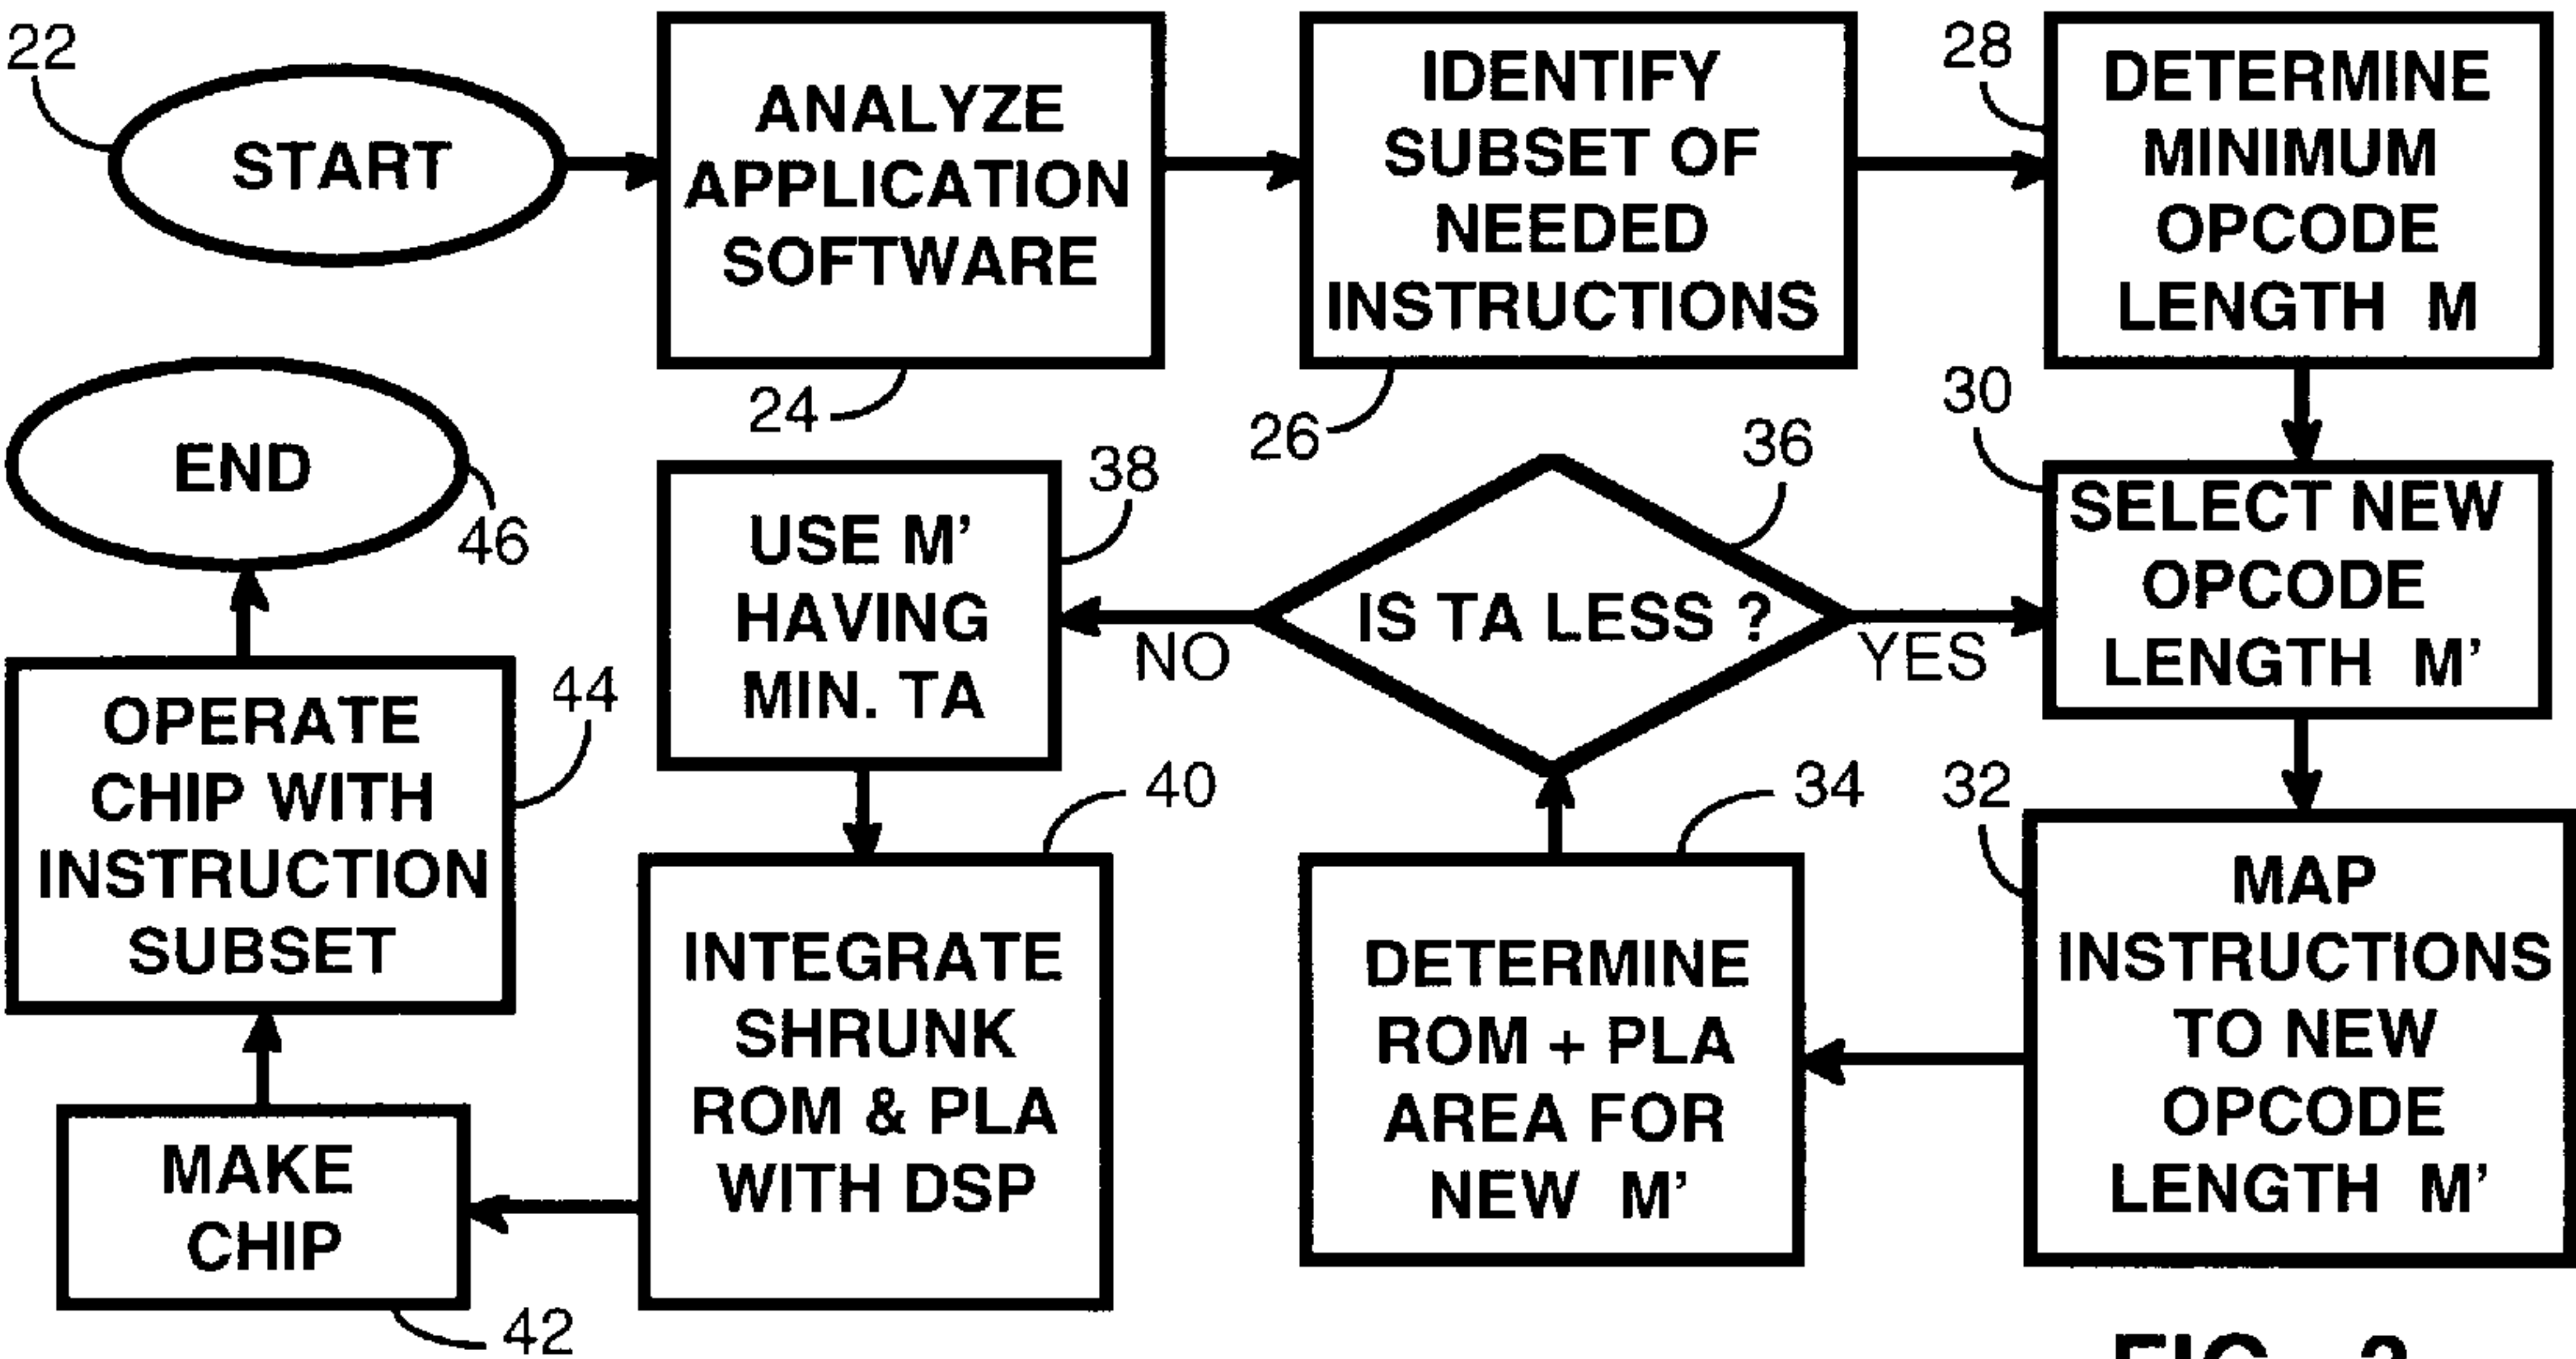 22
START
ANALYZE
APPLICATION
SOFTWARE
24
IDENTIFY
SUBSET OF
NEEDED
INSTRUCTIONS
26
28
DETERMINE
MINIMUM
OPCODE
LENGTH M
30
SELECT NEW
OPCODE
LENGTH M'
32
MAP
INSTRUCTIONS
TO NEW
OPCODE
LENGTH M'
34
DETERMINE
ROM + PLA
AREA FOR
NEW M'
36
IS TA LESS ?
YES
NO
38
USE M'
HAVING
MIN. TA
40
INTEGRATE
SHRUNK
ROM & PLA
WITH DSP
MAKE
CHIP
42
44
OPERATE
CHIP WITH
INSTRUCTION
SUBSET
END
46